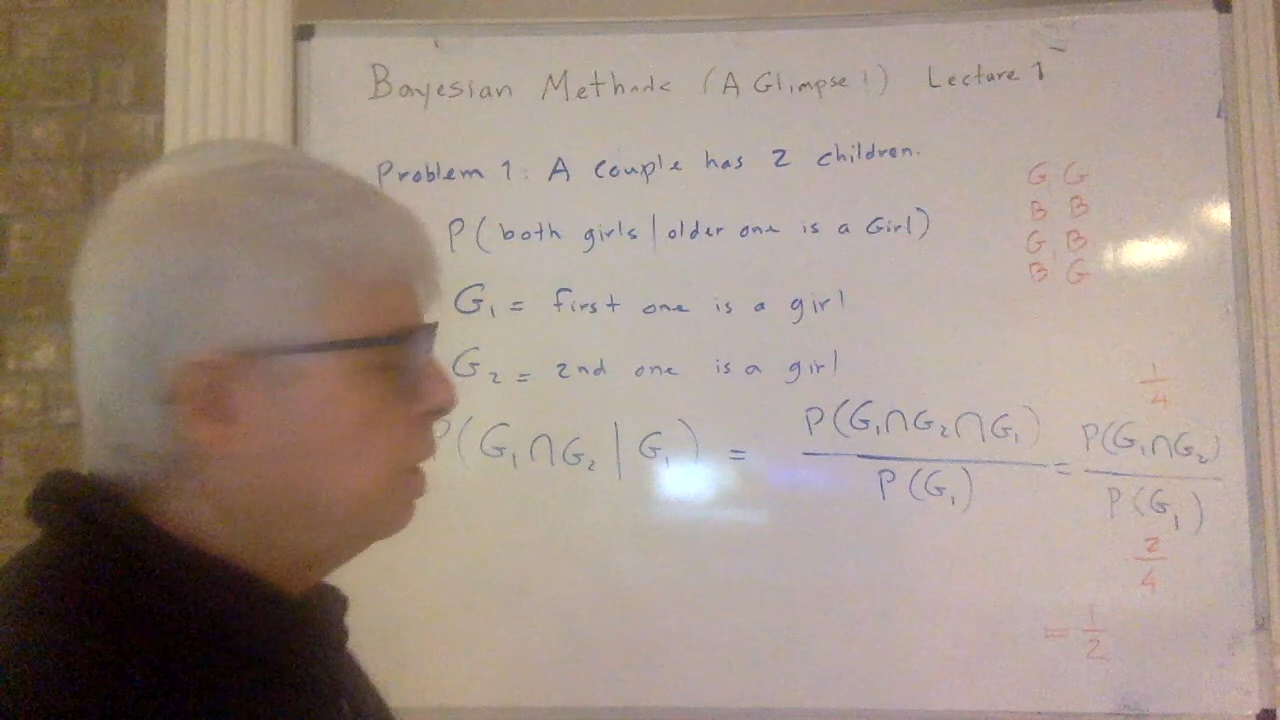 Bayesian Methods (A Glimpse!) Lecture 1
Problem 1: A couple has 2 children.
G G
B B
G B
B G
P(both girls | older one is a Girl)
G₁ = first one is a girl
G₂ = 2nd one is a girl
P(G₁∩G₂ | G₁) = P(G₁∩G₂∩G₁) / P(G₁) = P(G₁∩G₂) / P(G₁)
1/4
2/4
= 1/2